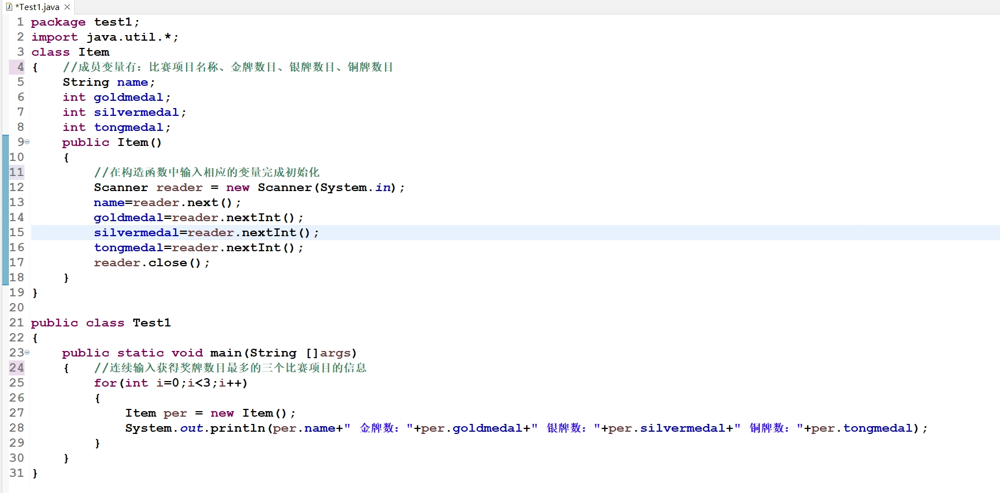 *Test1.java
1 package test1;
2 import java.util.*;
3 class Item
4 { //成员变量有：比赛项目名称、金牌数目、银牌数目、铜牌数目
5 String name;
6 int goldmedal;
7 int silvermedal;
8 int tongmedal;
9 public Item()
10 {
11 //在构造函数中输入相应的变量完成初始化
12 Scanner reader = new Scanner(System.in);
13 name=reader.next();
14 goldmedal=reader.nextInt();
15 silvermedal=reader.nextInt();
16 tongmedal=reader.nextInt();
17 reader.close();
18 }
19 }
20
21 public class Test1
22 {
23 public static void main(String []args)
24 { //连续输入获得奖牌数目最多的三个比赛项目的信息
25 for(int i=0;i<3;i++)
26 {
27 Item per = new Item();
28 System.out.println(per.name+" 金牌数："+per.goldmedal+" 银牌数："+per.silvermedal+" 铜牌数："+per.tongmedal);
29 }
30 }
31 }